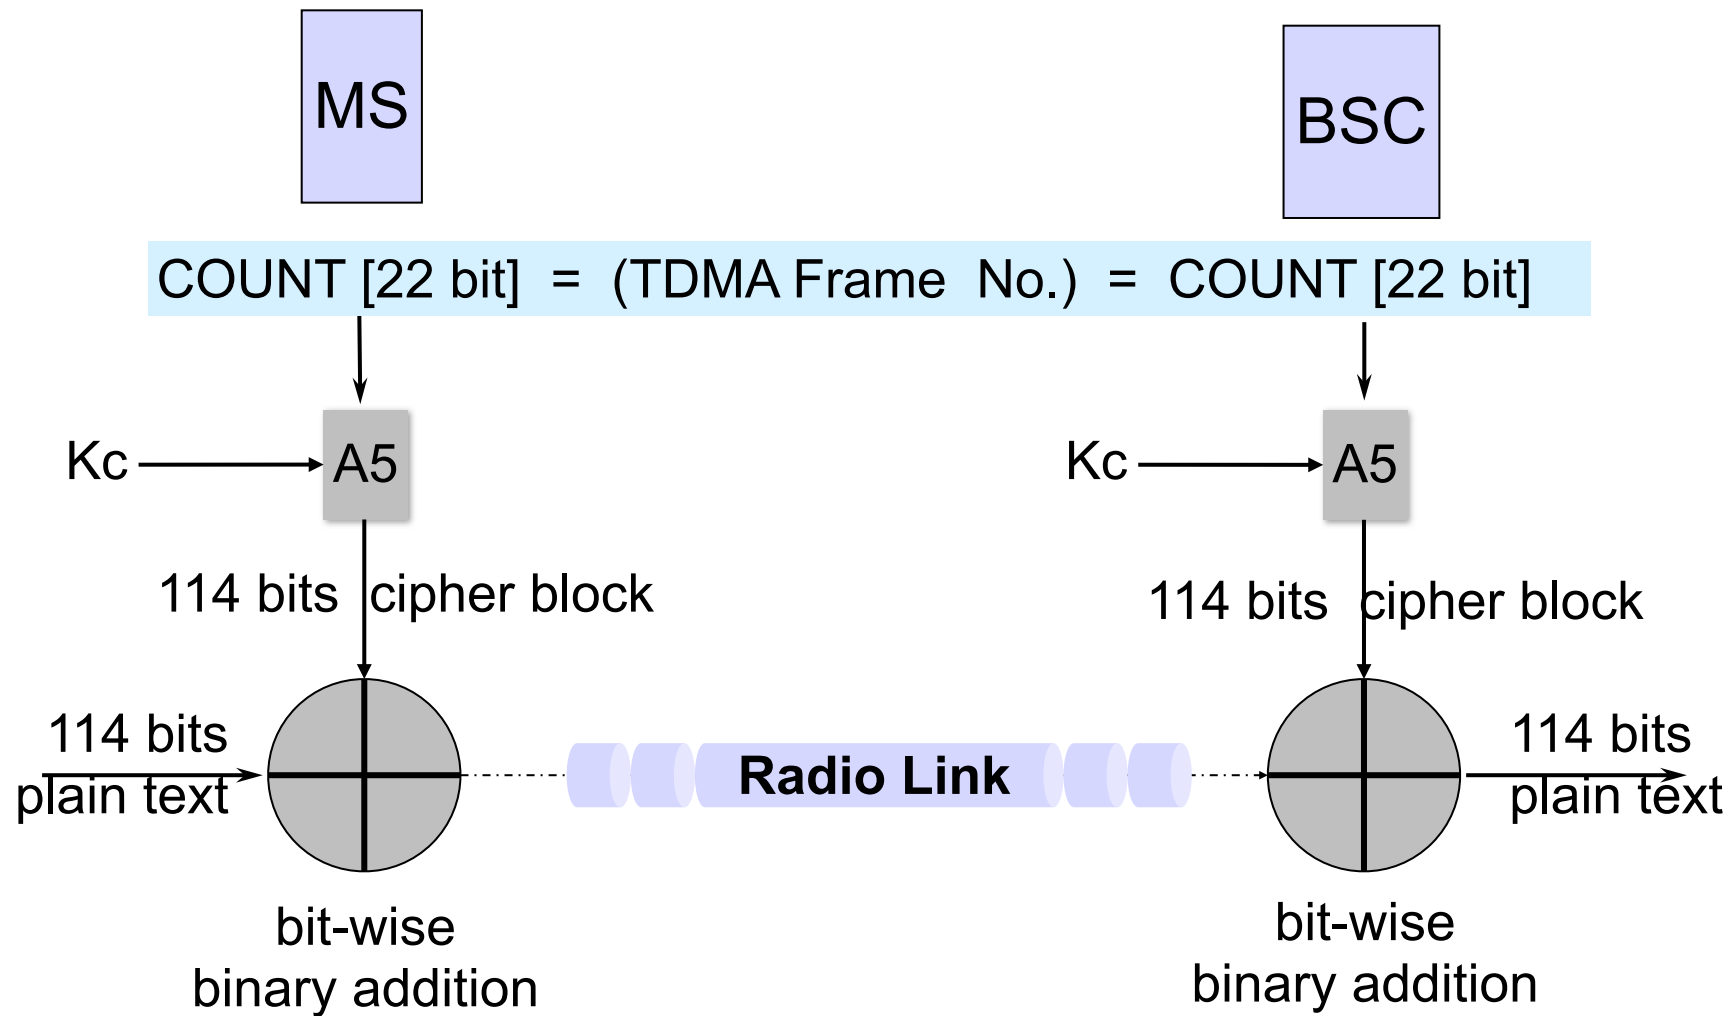 MS
BSC
COUNT [22 bit] = (TDMA Frame No.) = COUNT [22 bit]
Kc
A5
Kc
A5
114 bits cipher block
114 bits cipher block
114 bits
plain text
Radio Link
114 bits
plain text
bit-wise
binary addition
bit-wise
binary addition